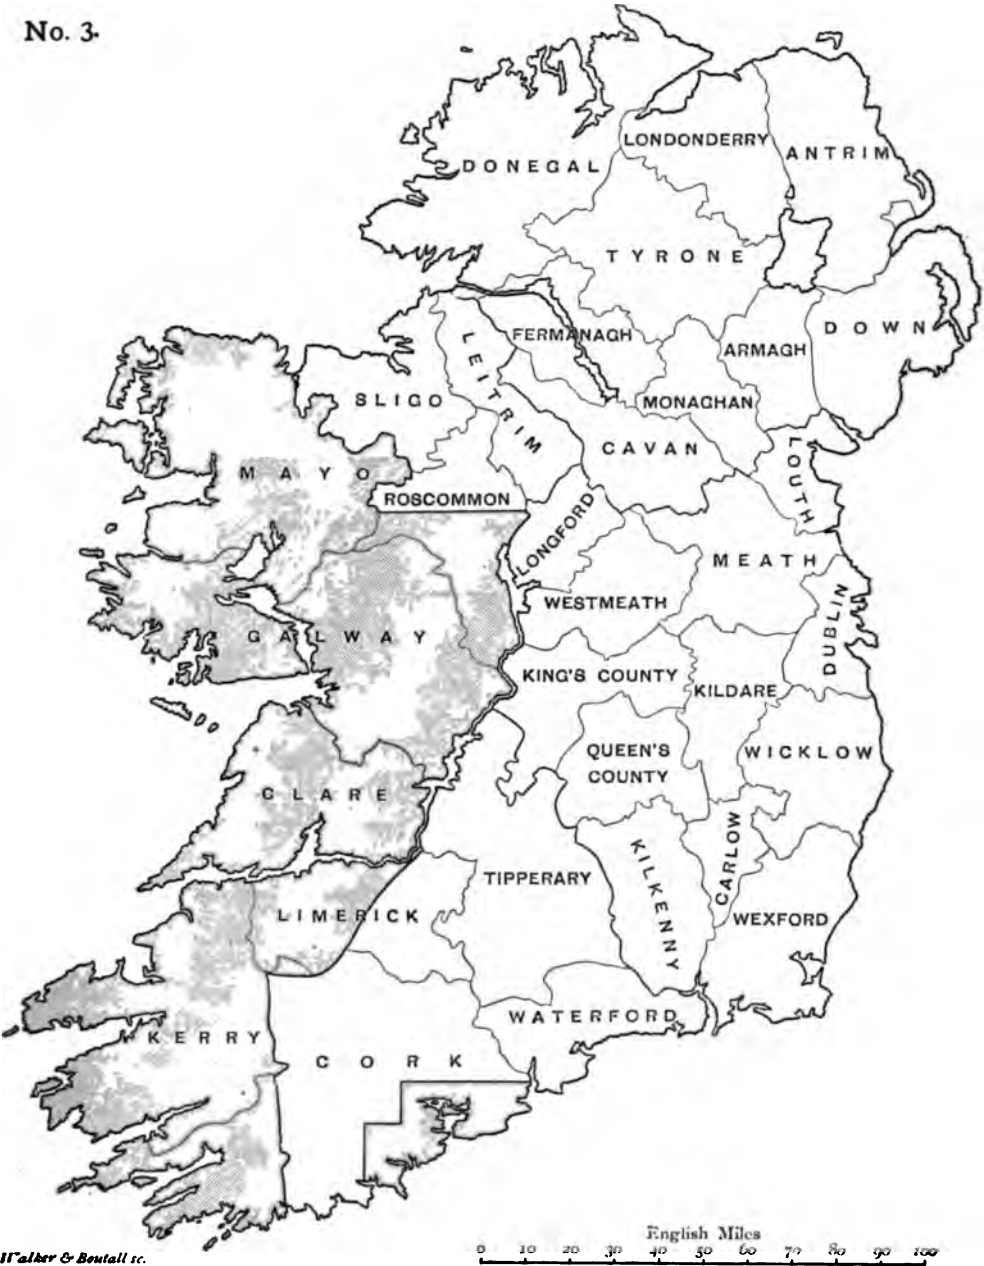 No. 3.
LONDONDERRY
ANTRIM
DONEGAL
TYRONE
FERMANAGH
DOWN
ARMAGH
LEITRIM
SLIGO
MONAGHAN
CAVAN
LOUTH
MAYO
ROSCOMMON
LONGFORD
MEATH
WESTMEATH
DUBLIN
GALWAY
KING'S COUNTY
KILDARE
QUEEN'S
COUNTY
WICKLOW
CLARE
CARLOW
KILKENNY
TIPPERARY
LIMERICK
WEXFORD
WATERFORD
KERRY
CORK
English Miles
0 10 20 30 40 50 60 70 80 90 100
Walker & Boutall sc.